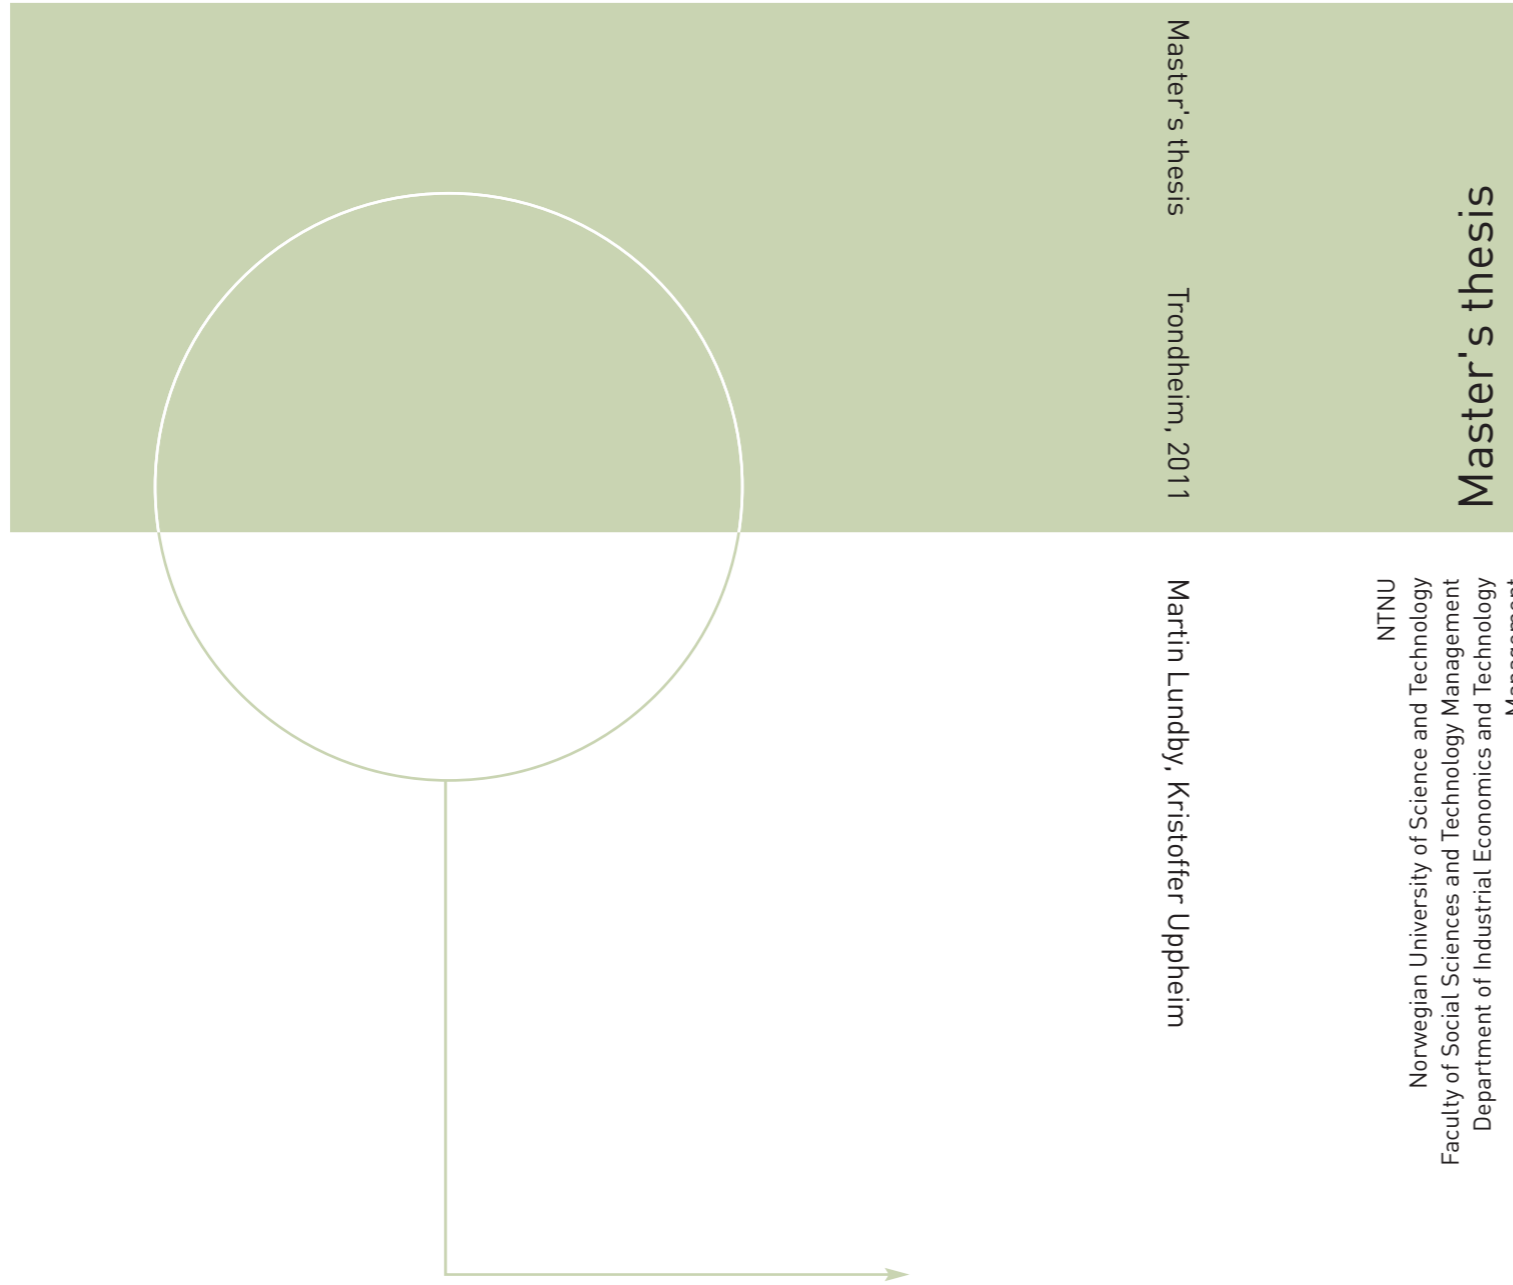 Master's thesis
Trondheim, 2011
Martin Lundby, Kristoffer Uppheim
Master's thesis
NTNU
Norwegian University of Science and Technology
Faculty of Social Sciences and Technology Management
Department of Industrial Economics and Technology
Management